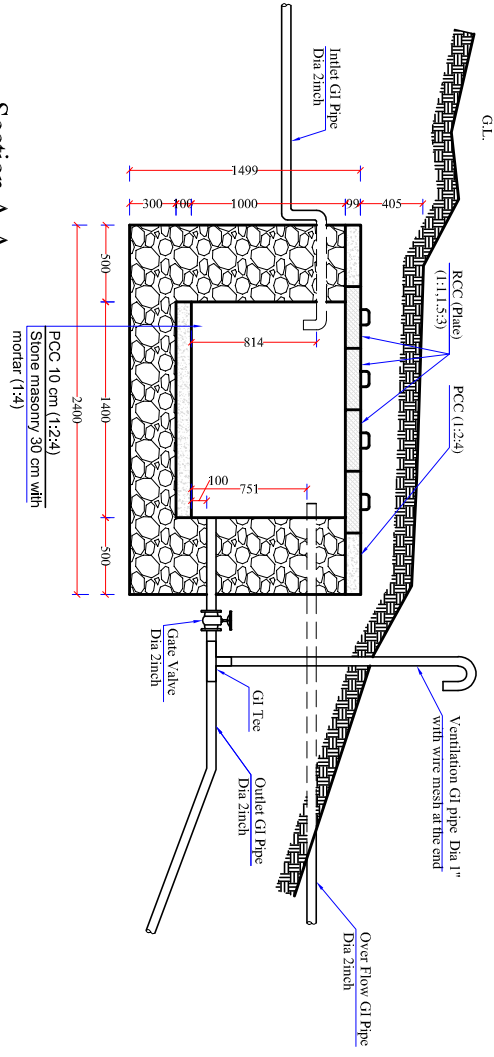 G.L.
Intlet GI Pipe
Dia 2inch
RCC (Plate)
(1:1,1.5:3)
PCC (1:2:4)
Ventilation GI pipe Dia 1"
with wire mesh at the end
1499
300
100
1000
99
405
500
814
1400
2400
751
100
500
PCC 10 cm (1:2:4)
Stone masonry 30 cm with
mortar (1:4)
Gate Valve
Dia 2inch
GI Tee
Outlet GI Pipe
Dia 2inch
Over Flow GI Pipe
Dia 2inch
Section A-A